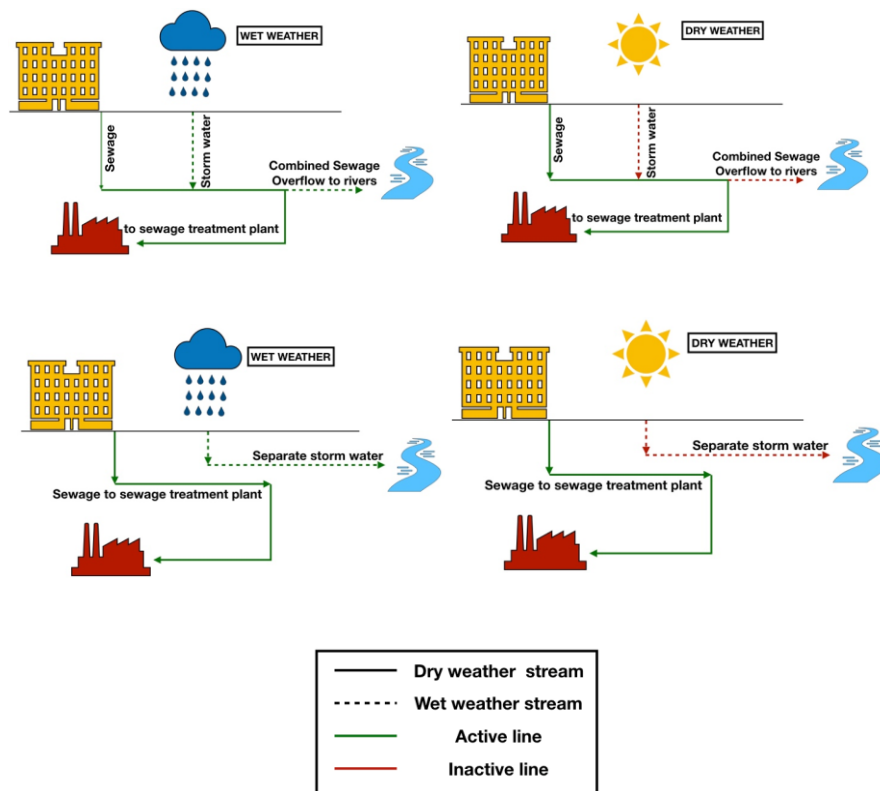 WET WEATHER
Sewage
Storm water
Combined Sewage
Overflow to rivers
to sewage treatment plant
DRY WEATHER
Sewage
Storm water
Combined Sewage
Overflow to rivers
to sewage treatment plant
WET WEATHER
Separate storm water
Sewage to sewage treatment plant
DRY WEATHER
Separate storm water
Sewage to sewage treatment plant
Dry weather stream
Wet weather stream
Active line
Inactive line